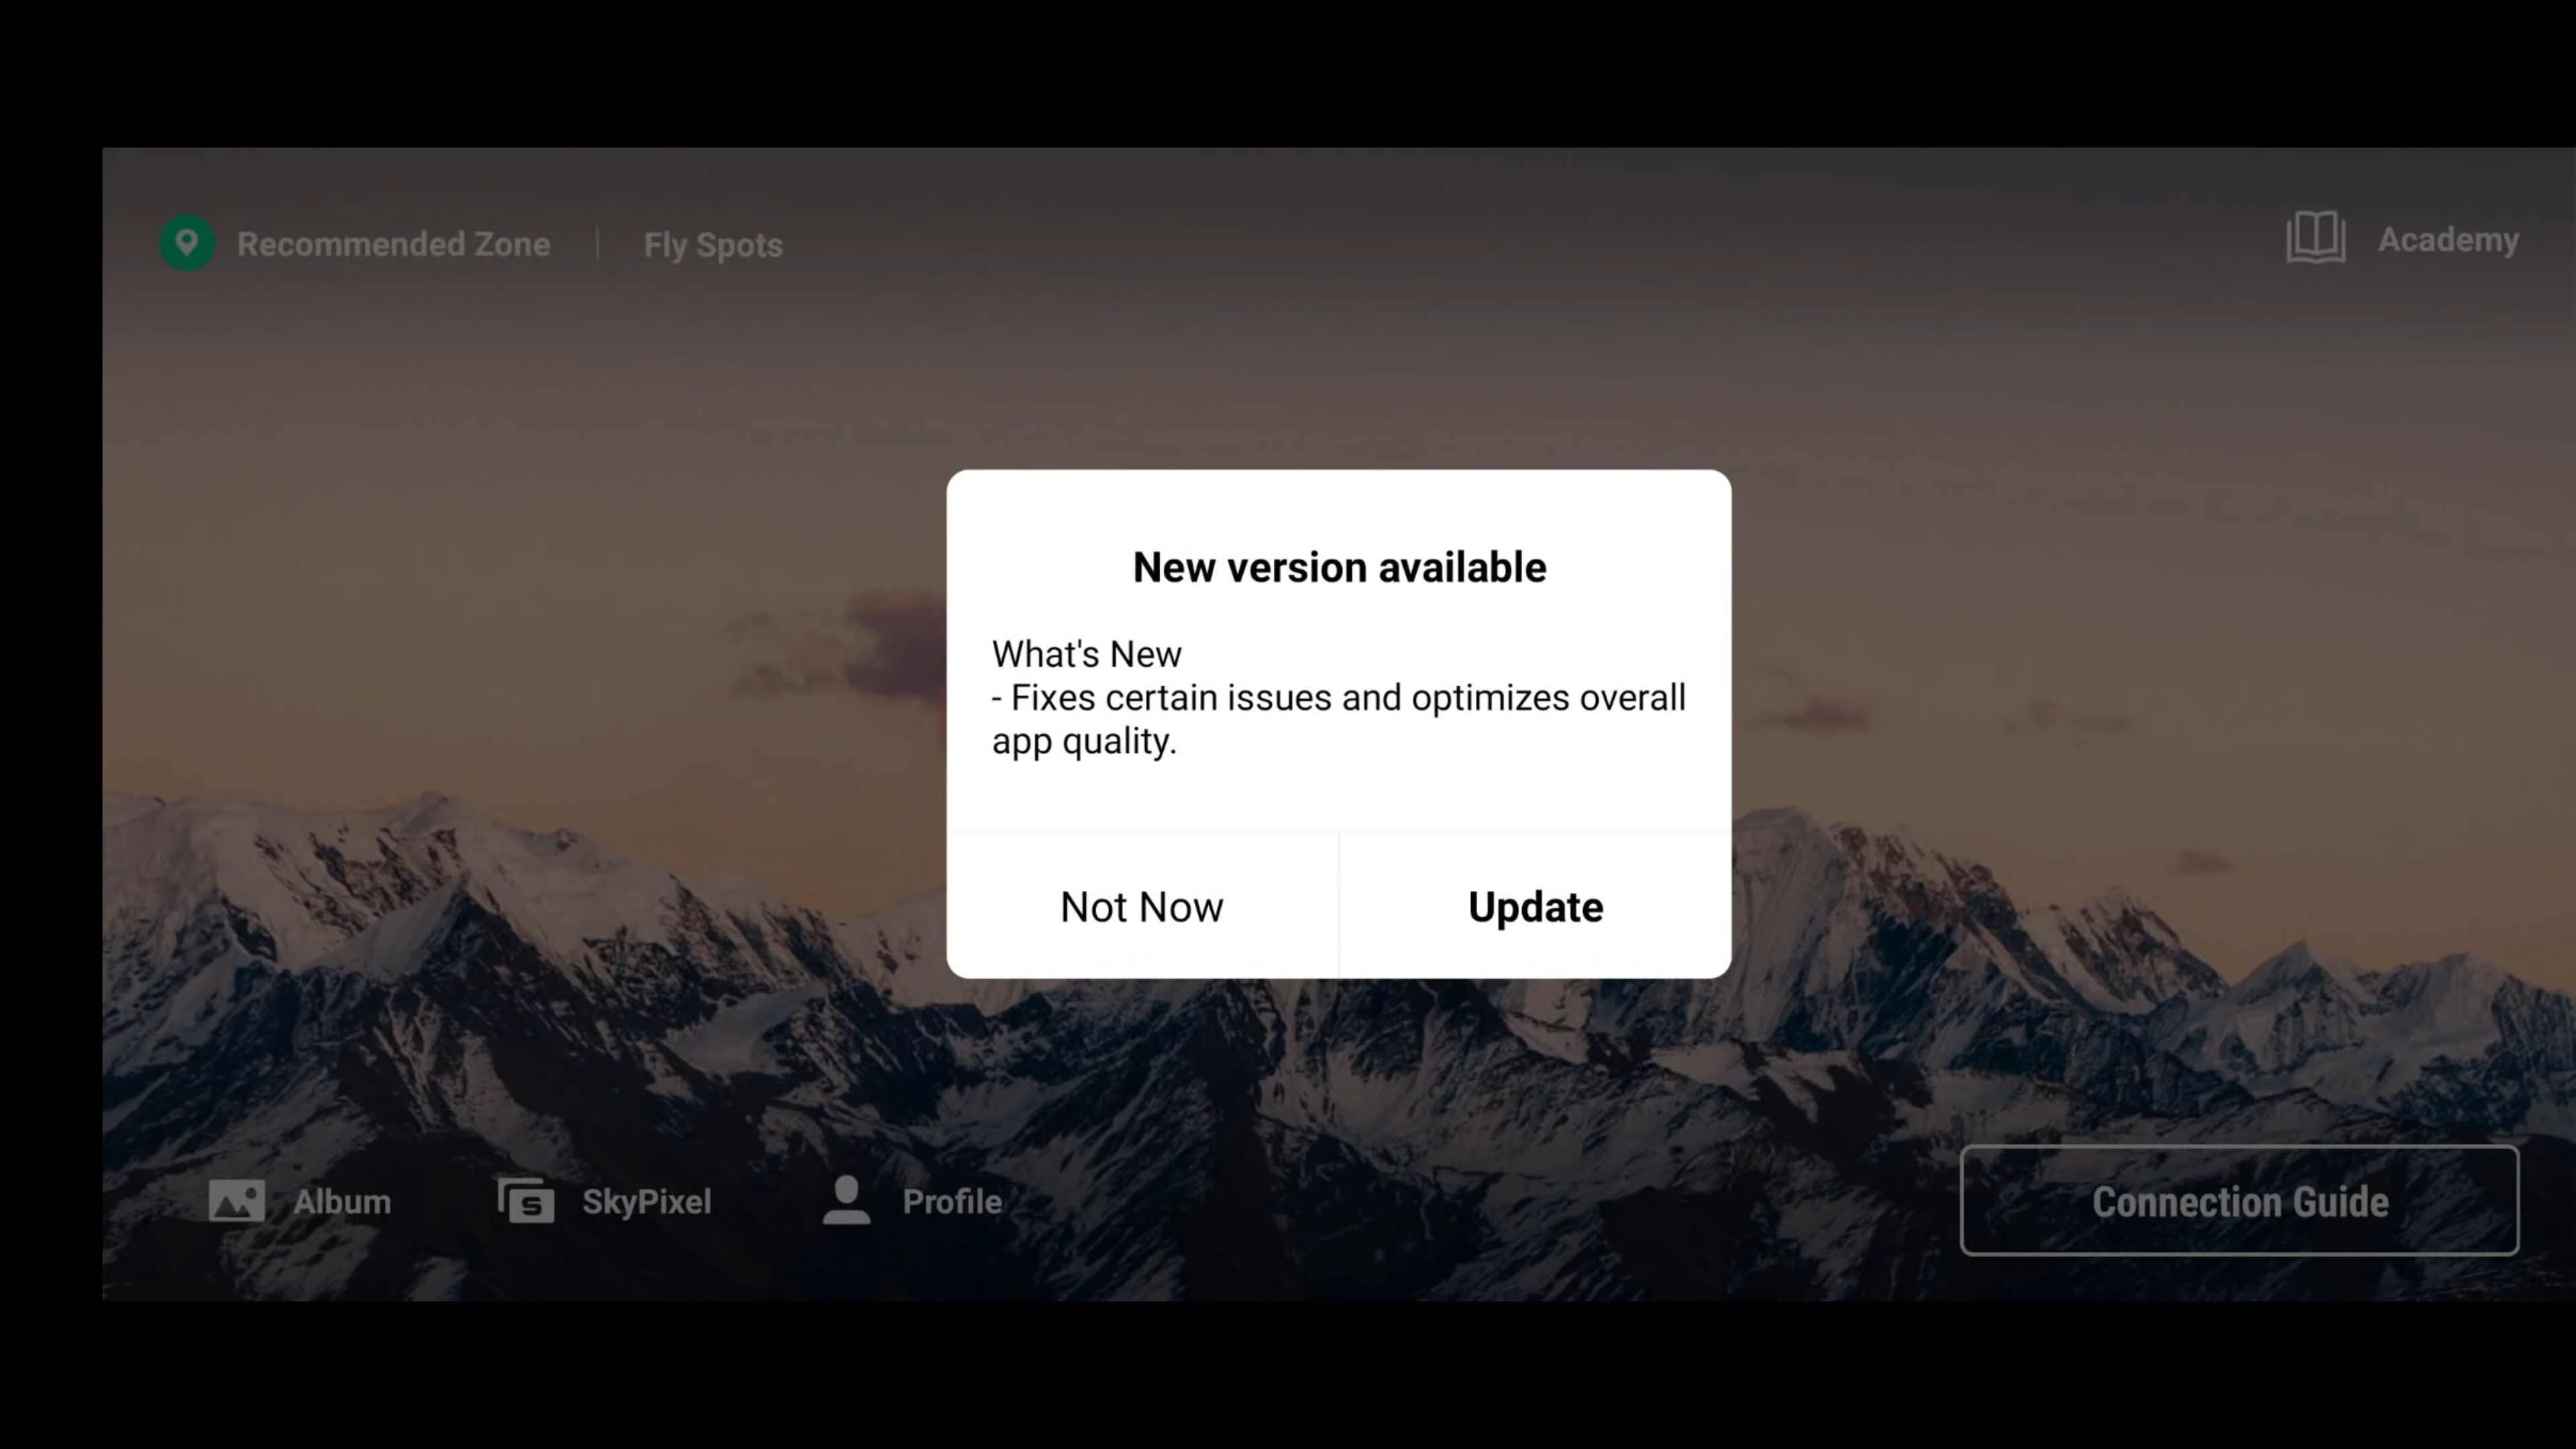 Recommended Zone | Fly Spots
Academy
New version available
What's New
- Fixes certain issues and optimizes overall
app quality.
Not Now
Update
Album
SkyPixel
Profile
Connection Guide